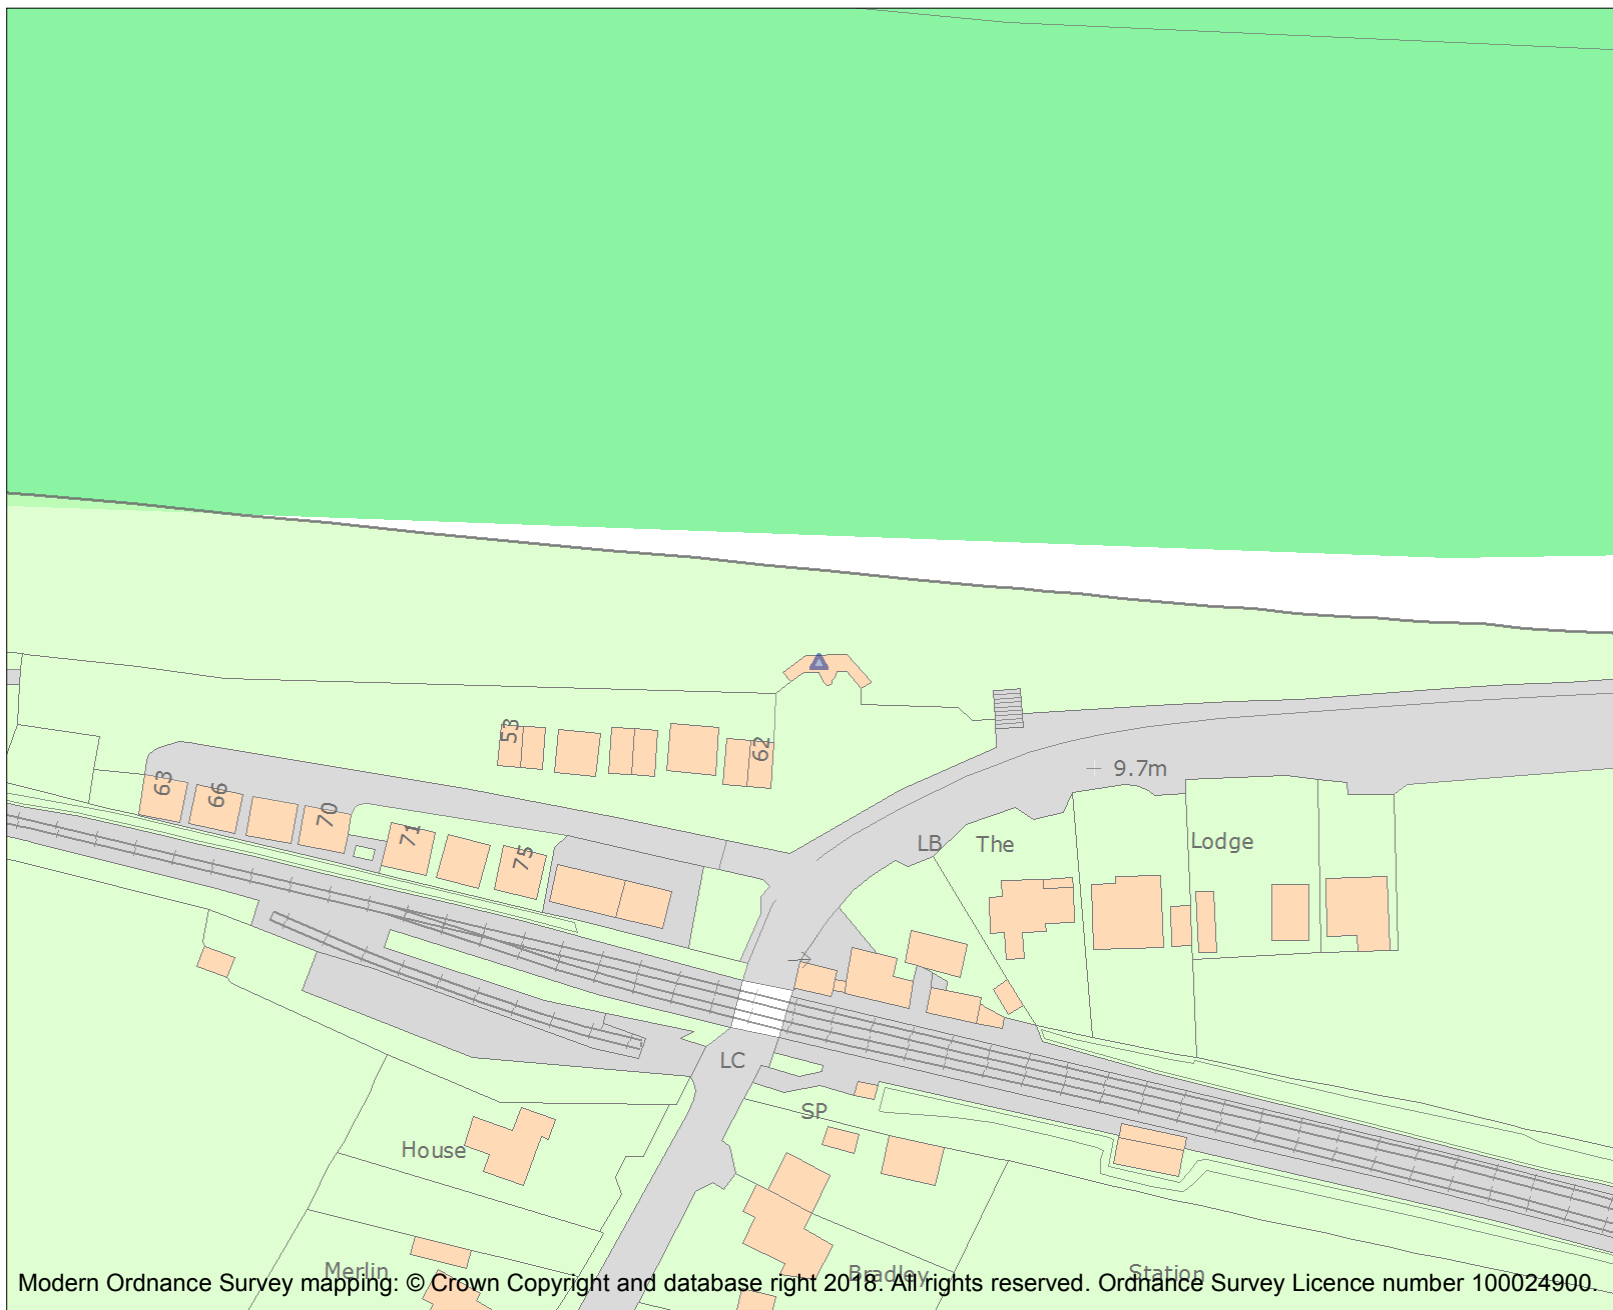 53
62
63
66
70
71
75
9.7m
LB
The
Lodge
LC
SP
House
Merlin
Bradley
Station
Modern Ordnance Survey mapping: © Crown Copyright and database right 2018. All rights reserved. Ordnance Survey Licence number 100024900.